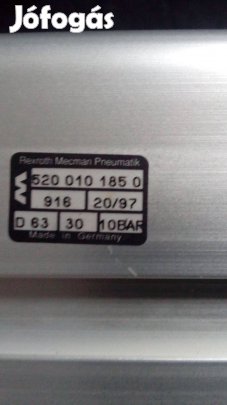 Jófogás
Rexroth Mecman Pneumatik
520 010 185 0
916 20/97
D 63 30 10BAR
Made in Germany